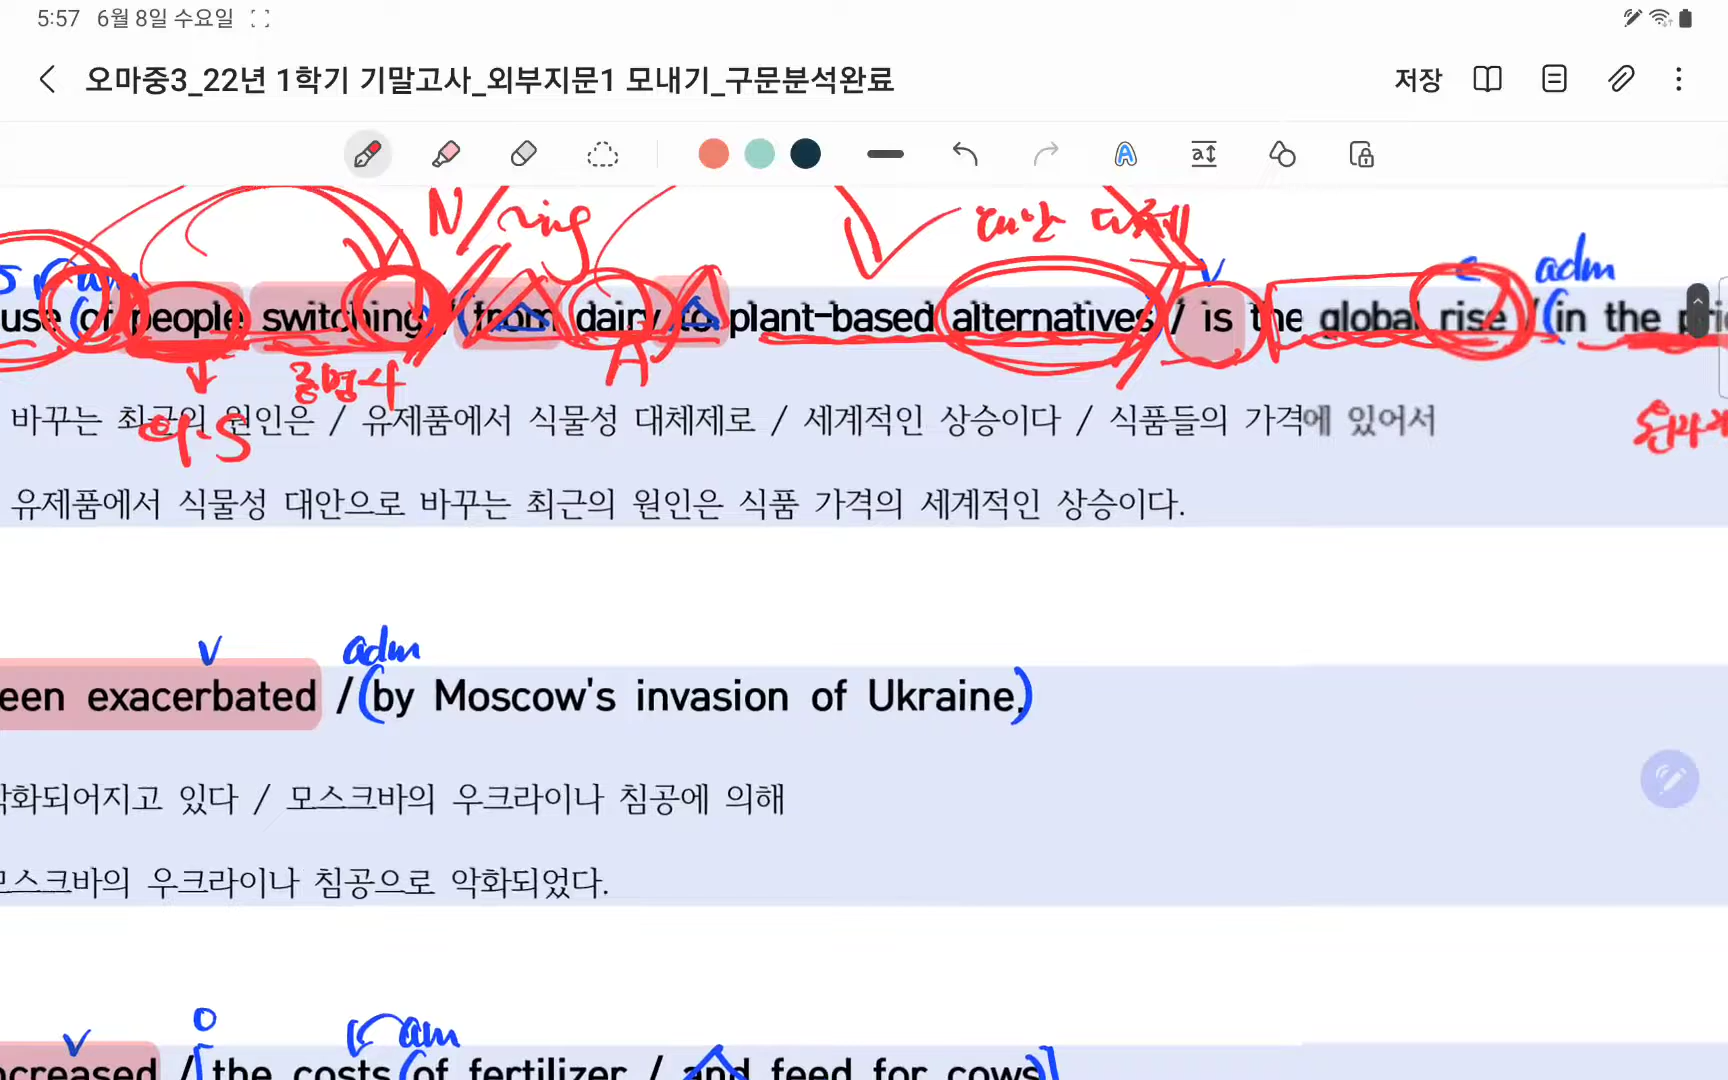 5:57 6월 8일 수요일
오마중3_22년 1학기 기말고사_외부지문1 모내기_구문분석완료
저장
N/~ing
대안 대체
S
v
adm
use (of people switching) / (from dairy to plant-based alternatives) / is the global rise / (in the
동명사
A
의.S
바꾸는 최근의 원인은 / 유제품에서 식물성 대체제로 / 세계적인 상승이다 / 식품들의 가격에 있어서
유제품에서 식물성 대안으로 바꾸는 최근의 원인은 식품 가격의 세계적인 상승이다.
v adm
een exacerbated / (by Moscow's invasion of Ukraine,)
악화되어지고 있다 / 모스크바의 우크라이나 침공에 의해
모스크바의 우크라이나 침공으로 악화되었다.
v o am
ncreased / [the costs (of fertilizer / and feed for cows)]